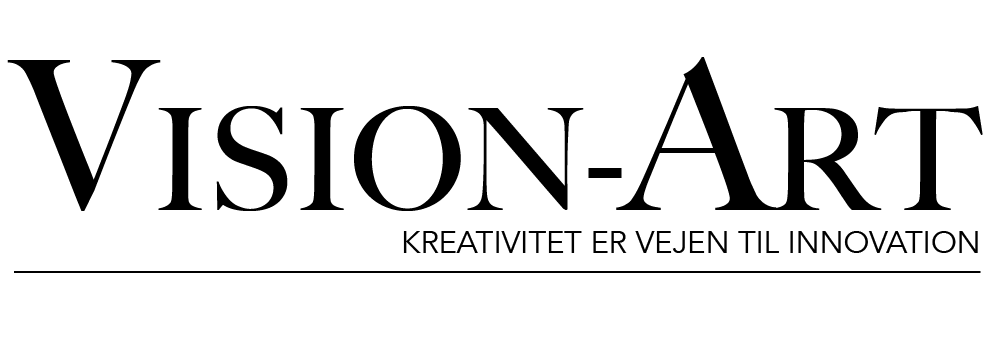 VISION-ART
KREATIVITET ER VEJEN TIL INNOVATION